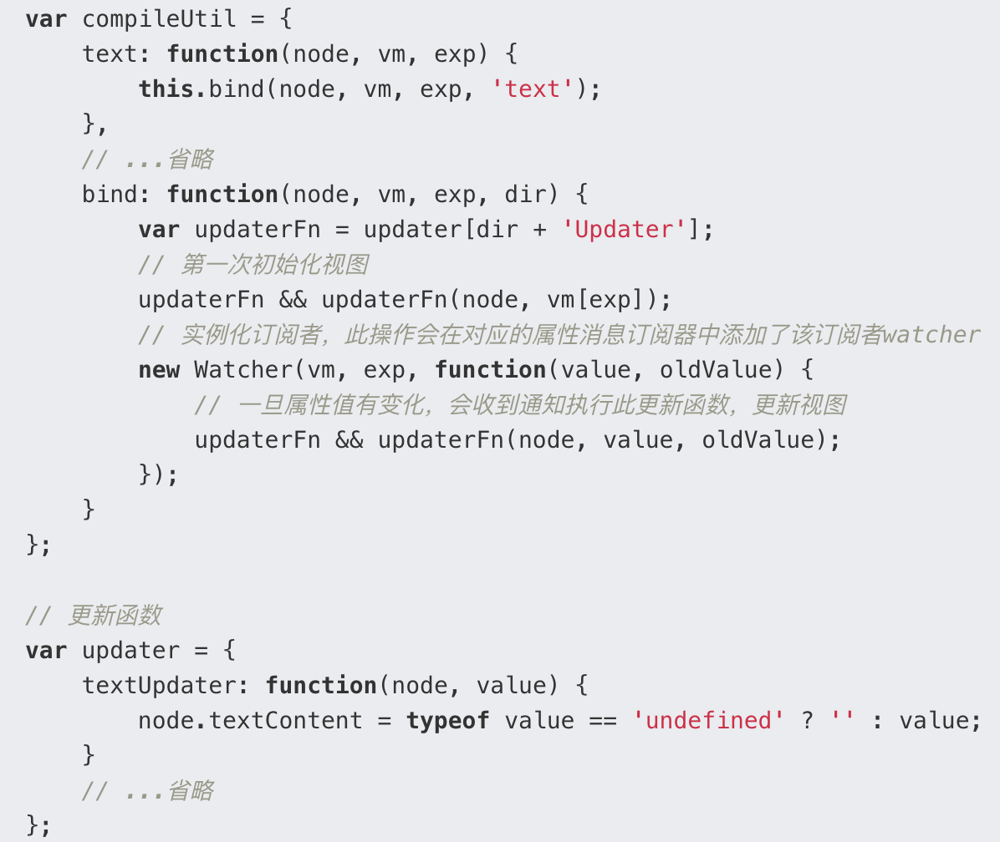 var compileUtil = {
    text: function(node, vm, exp) {
        this.bind(node, vm, exp, 'text');
    },
    // ...省略
    bind: function(node, vm, exp, dir) {
        var updaterFn = updater[dir + 'Updater'];
        // 第一次初始化视图
        updaterFn && updaterFn(node, vm[exp]);
        // 实例化订阅者，此操作会在对应的属性消息订阅器中添加了该订阅者watcher
        new Watcher(vm, exp, function(value, oldValue) {
            // 一旦属性值有变化，会收到通知执行此更新函数，更新视图
            updaterFn && updaterFn(node, value, oldValue);
        });
    }
};

// 更新函数
var updater = {
    textUpdater: function(node, value) {
        node.textContent = typeof value == 'undefined' ? '' : value;
    }
    // ...省略
};